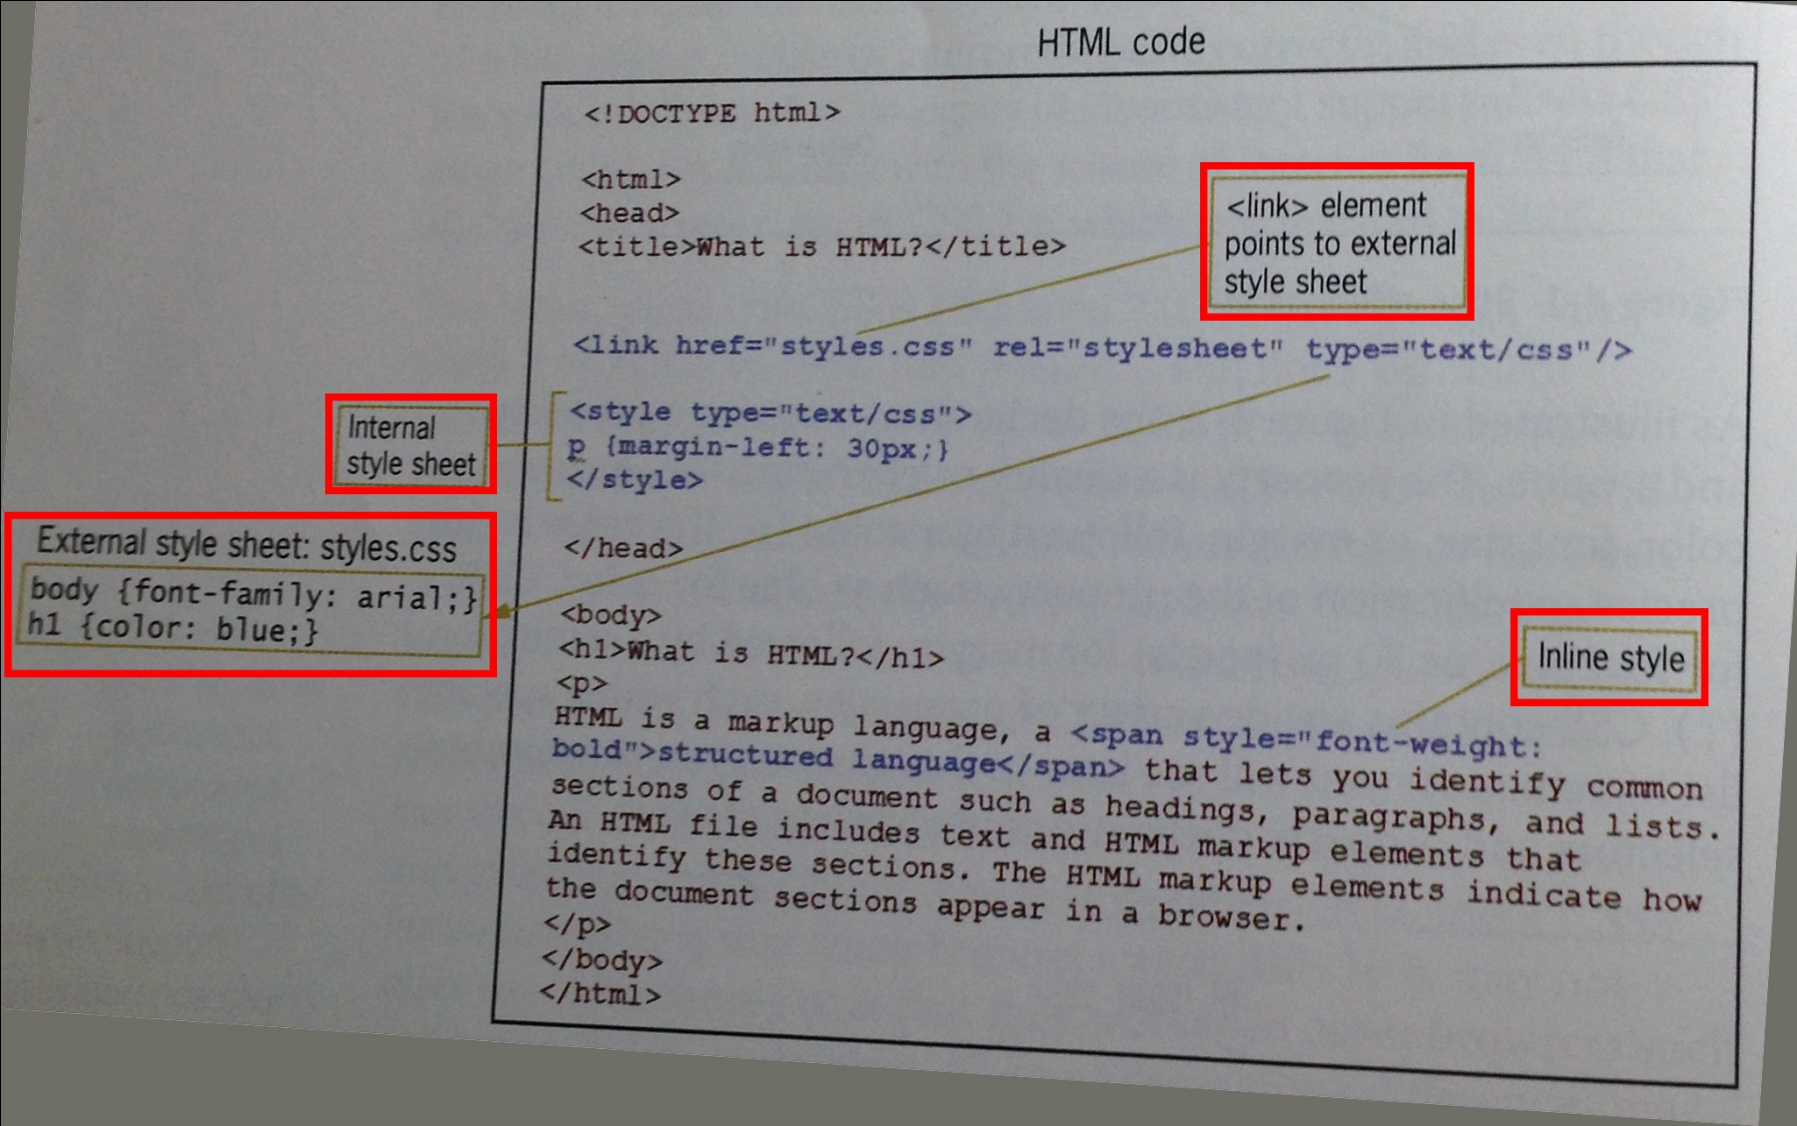 HTML code
<!DOCTYPE html>
<html>
<head>
<title>What is HTML?</title>
<link> element
points to external
style sheet
<link href="styles.css" rel="stylesheet" type="text/css"/>
Internal
style sheet
<style type="text/css">
p {margin-left: 30px;}
</style>
External style sheet: styles.css
body {font-family: arial;}
h1 {color: blue;}
</head>
<body>
<h1>What is HTML?</h1>
Inline style
<p>
HTML is a markup language, a <span style="font-weight:
bold">structured language</span> that lets you identify common
sections of a document such as headings, paragraphs, and lists.
An HTML file includes text and HTML markup elements that
identify these sections. The HTML markup elements indicate how
the document sections appear in a browser.
</p>
</body>
</html>